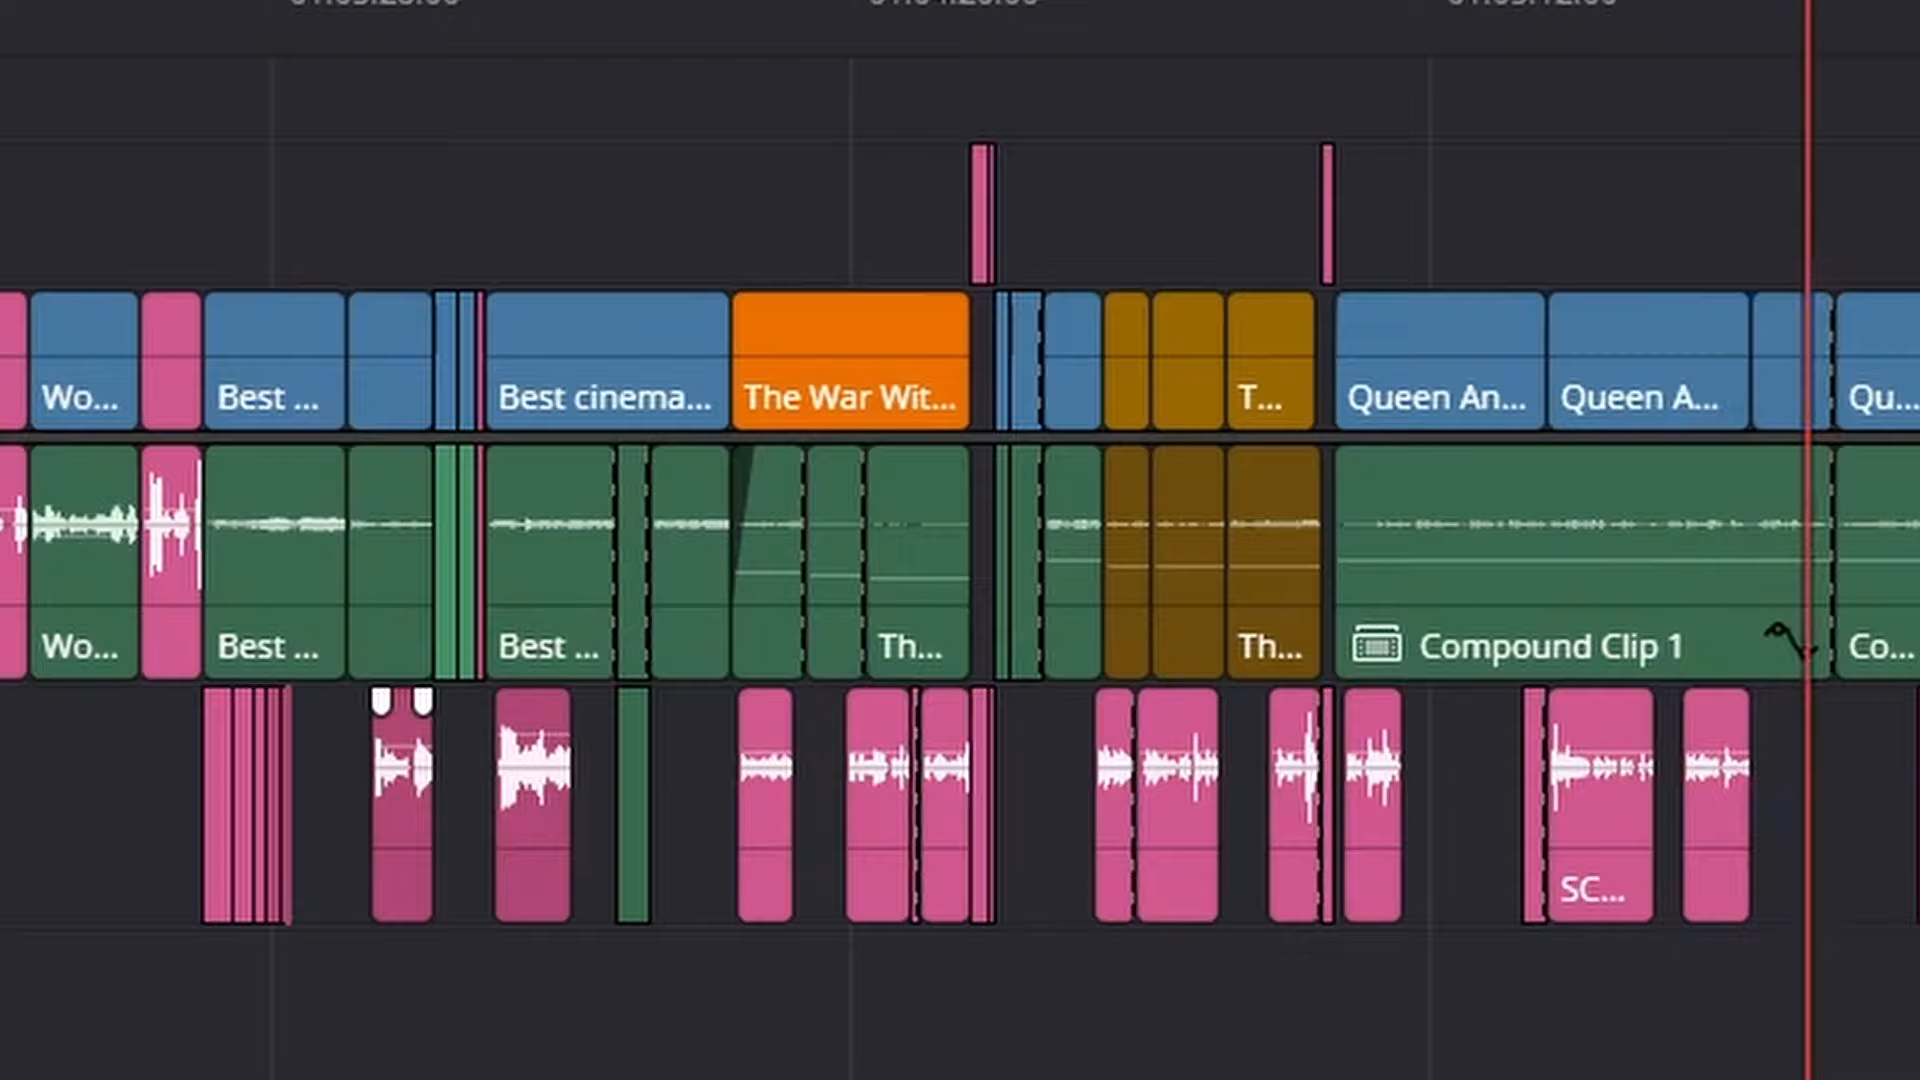 Wo...
Best ...
Best cinema...
The War Wit...
T...
Queen An...
Queen A...
Qu...
Wo...
Best ...
Best ...
Th...
Th...
Compound Clip 1
Co...
SC...